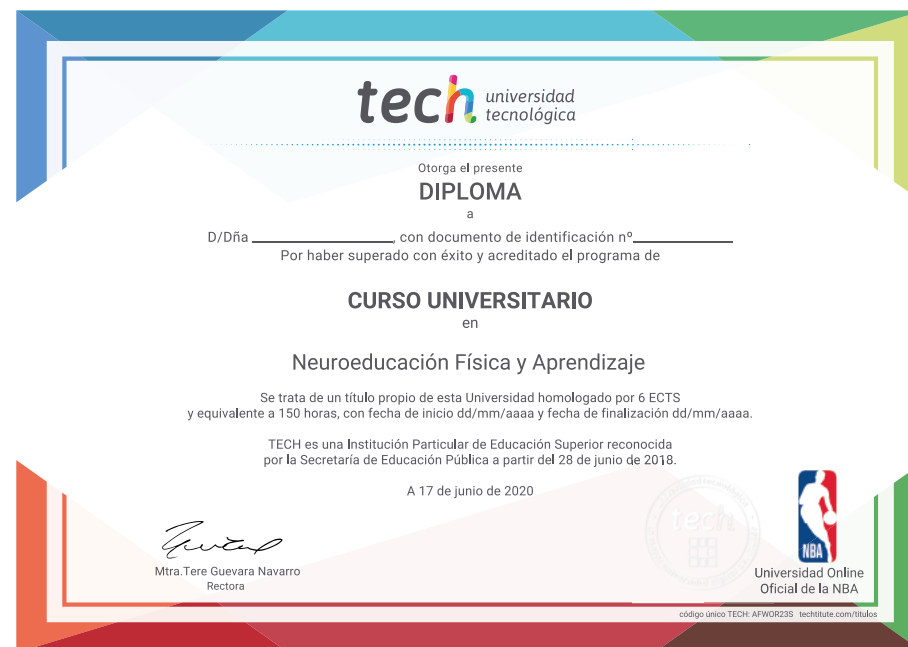 tech universidad
tecnológica
Otorga el presente
DIPLOMA
a
D/Dña ____________, con documento de identificación nº____________
Por haber superado con éxito y acreditado el programa de
CURSO UNIVERSITARIO
en
Neuroeducación Física y Aprendizaje
Se trata de un título propio de esta Universidad homologado por 6 ECTS
y equivalente a 150 horas, con fecha de inicio dd/mm/aaaa y fecha de finalización dd/mm/aaaa.
TECH es una Institución Particular de Educación Superior reconocida
por la Secretaría de Educación Pública a partir del 28 de junio de 2018.
A 17 de junio de 2020
tech
Mtra.Tere Guevara Navarro
Rectora
NBA
Universidad Online
Oficial de la NBA
código único TECH: AFWOR23S techtitute.com/titulos